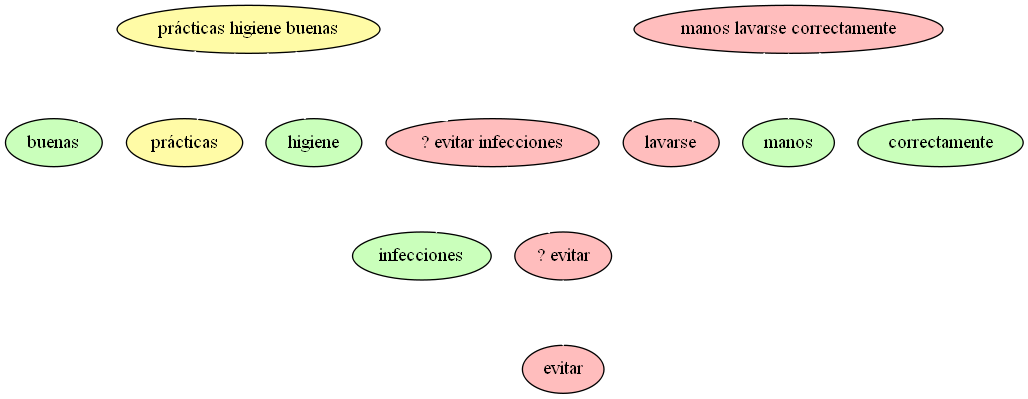 prácticas higiene buenas
manos lavarse correctamente
buenas
prácticas
higiene
? evitar infecciones
lavarse
manos
correctamente
infecciones
? evitar
evitar